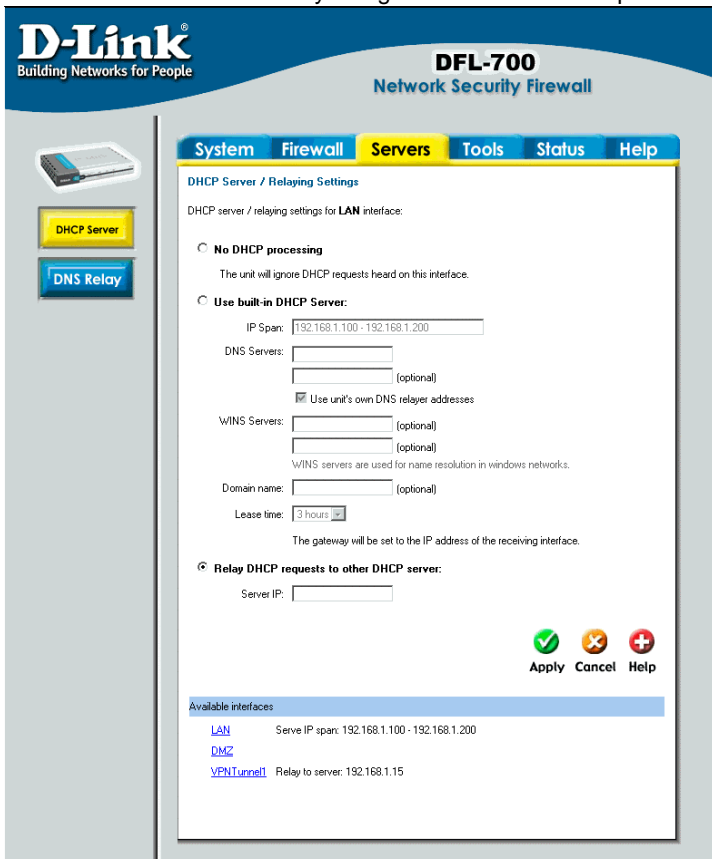 D-Link®
Building Networks for People
DFL-700
Network Security Firewall
System Firewall Servers Tools Status Help
DHCP Server
DNS Relay
DHCP Server / Relaying Settings
DHCP server / relaying settings for LAN interface:
No DHCP processing
The unit will ignore DHCP requests heard on this interface.
Use built-in DHCP Server:
IP Span: 192.168.1.100 - 192.168.1.200
DNS Servers:
(optional)
Use unit's own DNS relayer addresses
WINS Servers: (optional)
(optional)
WINS servers are used for name resolution in windows networks.
Domain name: (optional)
Lease time: 3 hours
The gateway will be set to the IP address of the receiving interface.
Relay DHCP requests to other DHCP server:
Server IP:
Apply Cancel Help
Available interfaces
LAN Serve IP span: 192.168.1.100 - 192.168.1.200
DMZ
VPNTunnel1 Relay to server: 192.168.1.15